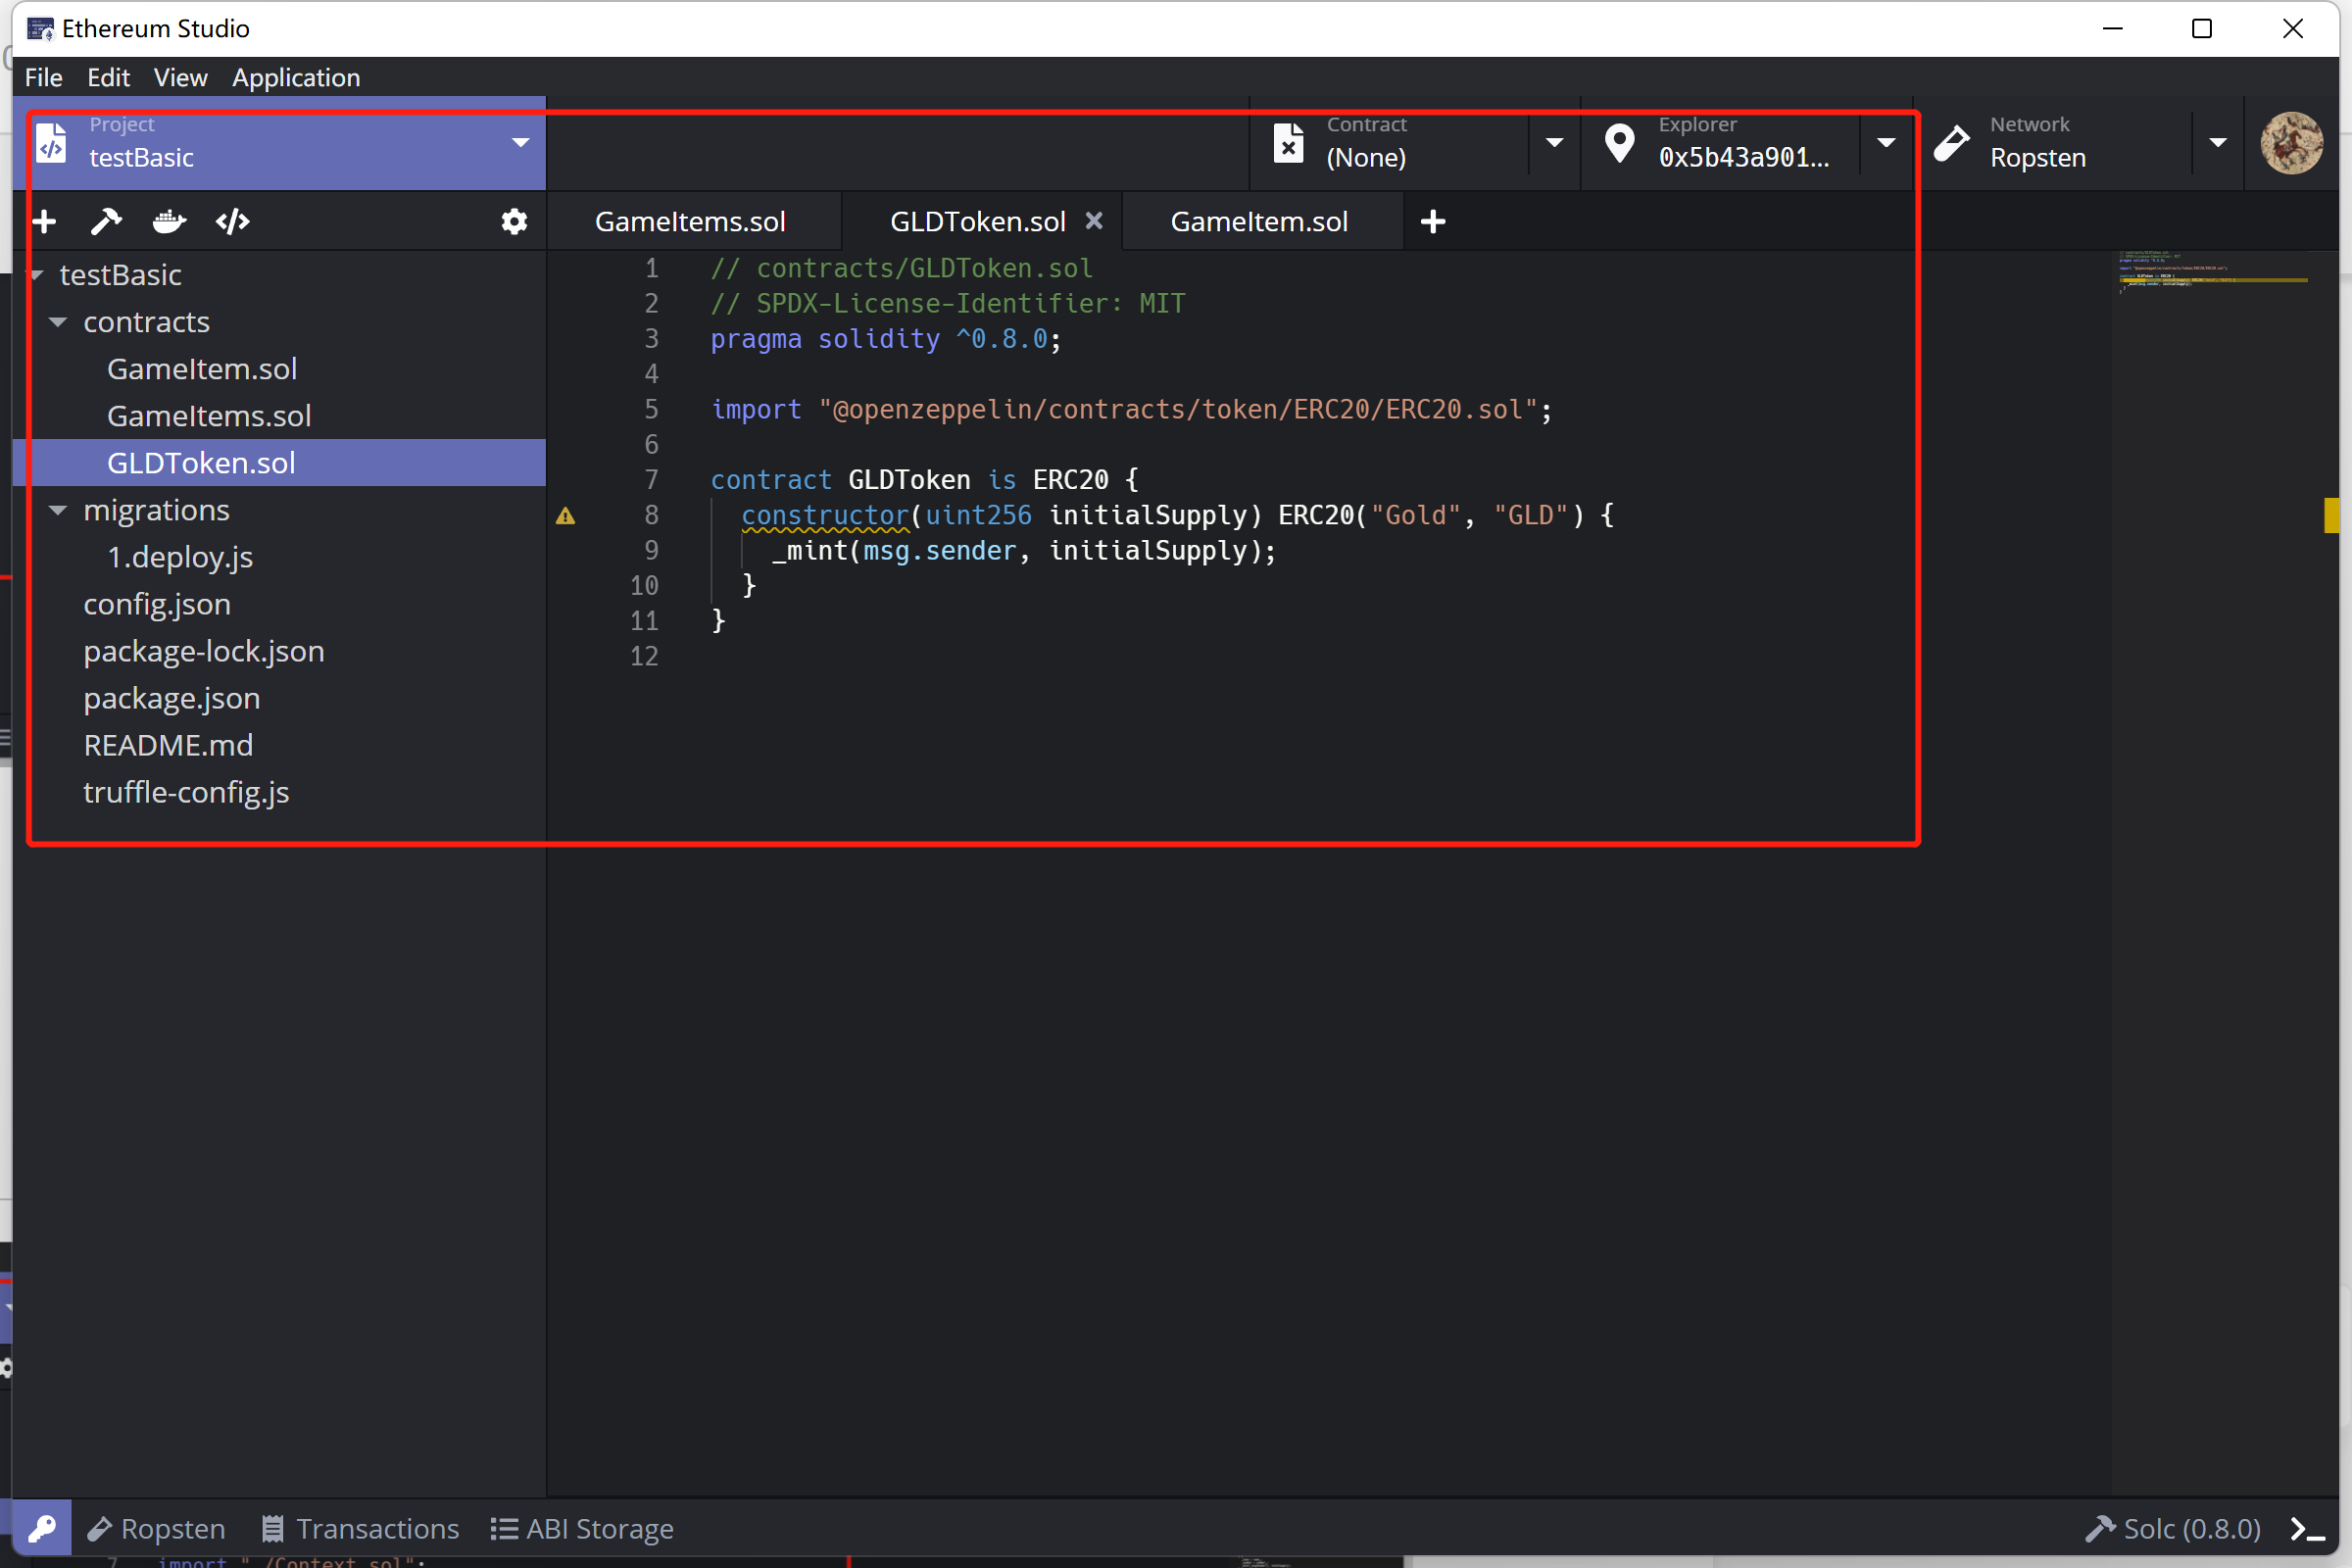 Ethereum Studio
File Edit View Application
Project
testBasic
Contract
(None)
Explorer
0x5b43a901...
Network
Ropsten
GameItems.sol GLDToken.sol GameItem.sol
testBasic
contracts
GameItem.sol
GameItems.sol
GLDToken.sol
migrations
1.deploy.js
config.json
package-lock.json
package.json
README.md
truffle-config.js
1 // contracts/GLDToken.sol
2 // SPDX-License-Identifier: MIT
3 pragma solidity ^0.8.0;
4
5 import "@openzeppelin/contracts/token/ERC20/ERC20.sol";
6
7 contract GLDToken is ERC20 {
8 constructor(uint256 initialSupply) ERC20("Gold", "GLD") {
9 _mint(msg.sender, initialSupply);
10 }
11 }
12
Ropsten Transactions ABI Storage Solc (0.8.0)
7 import "./Context.sol";